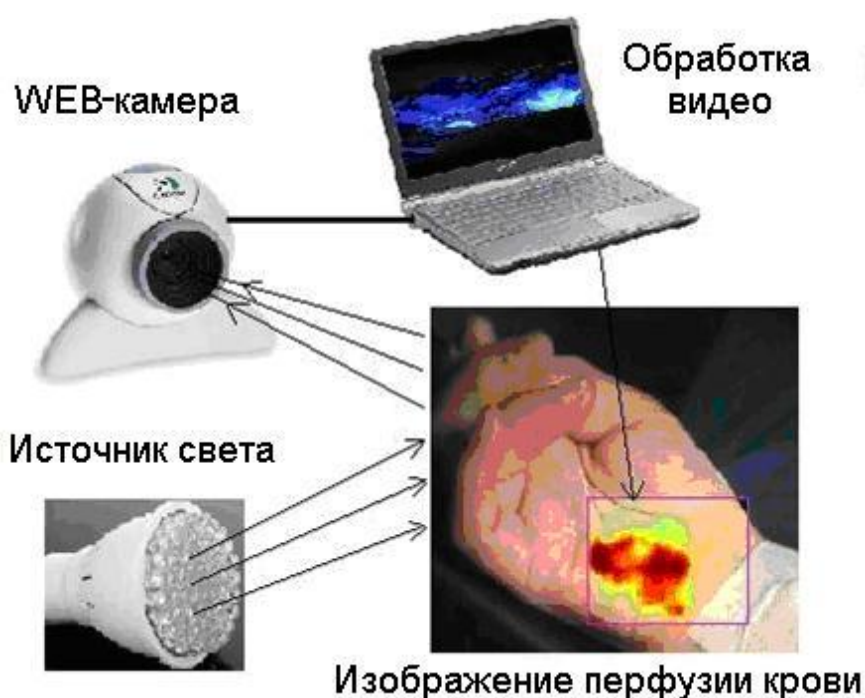 WEB-камера
Обработка
видео
Источник света
Изображение перфузии крови